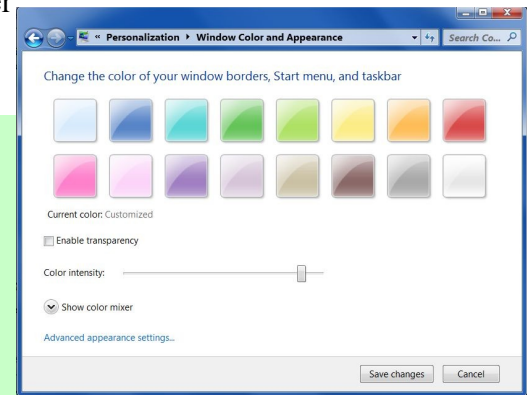 er
« Personalization ▸ Window Color and Appearance Search Co...
Change the color of your window borders, Start menu, and taskbar
Current color: Customized
Enable transparency
Color intensity:
Show color mixer
Advanced appearance settings...
Save changes Cancel